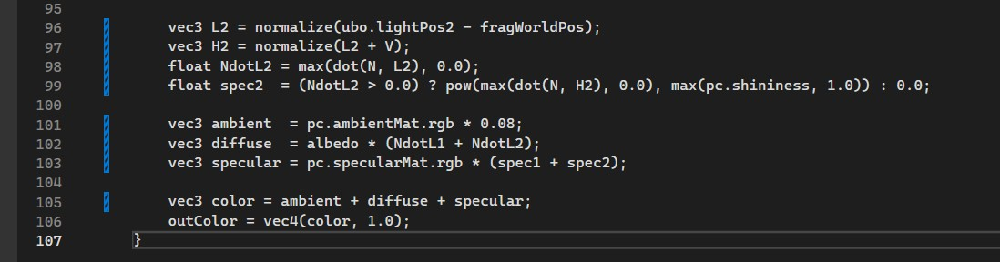 95
96 vec3 L2 = normalize(ubo.lightPos2 - fragWorldPos);
97 vec3 H2 = normalize(L2 + V);
98 float NdotL2 = max(dot(N, L2), 0.0);
99 float spec2  = (NdotL2 > 0.0) ? pow(max(dot(N, H2), 0.0), max(pc.shininess, 1.0)) : 0.0;
100
101 vec3 ambient  = pc.ambientMat.rgb * 0.08;
102 vec3 diffuse  = albedo * (NdotL1 + NdotL2);
103 vec3 specular = pc.specularMat.rgb * (spec1 + spec2);
104
105 vec3 color = ambient + diffuse + specular;
106 outColor = vec4(color, 1.0);
107 }